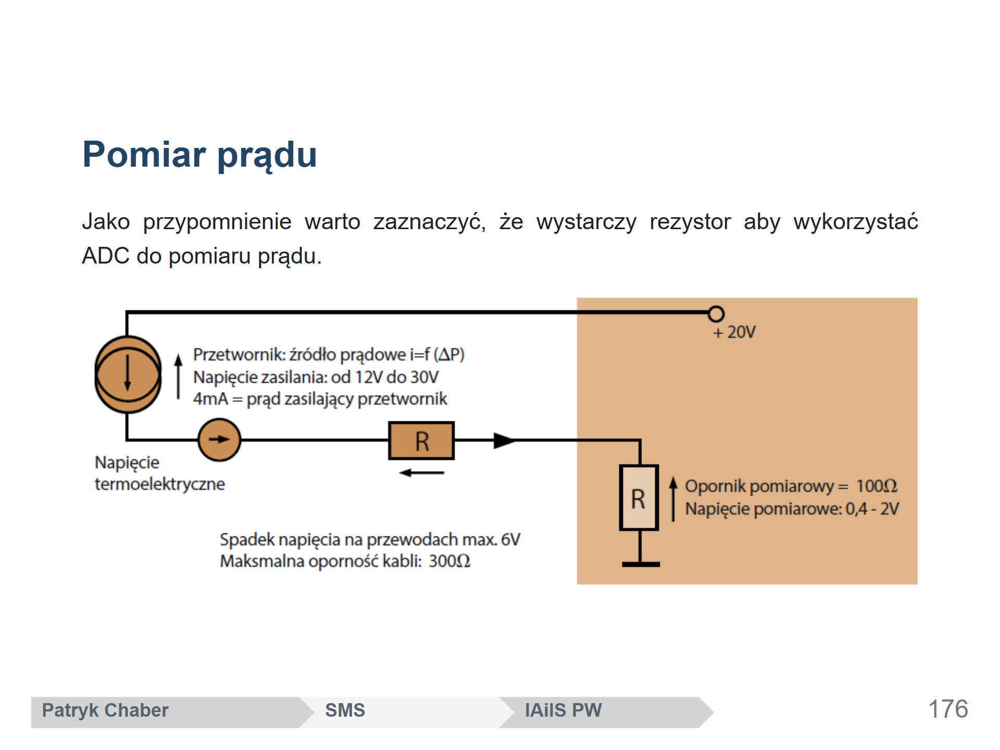 Pomiar prądu
Jako przypomnienie warto zaznaczyć, że wystarczy rezystor aby wykorzystać
ADC do pomiaru prądu.
+ 20V
Przetwornik: źródło prądowe i=f (ΔP)
Napięcie zasilania: od 12V do 30V
4mA = prąd zasilający przetwornik
R
Napięcie
termoelektryczne
R
Opornik pomiarowy = 100Ω
Napięcie pomiarowe: 0,4 - 2V
Spadek napięcia na przewodach max. 6V
Maksmalna oporność kabli: 300Ω
Patryk Chaber
SMS
IAiIS PW
176